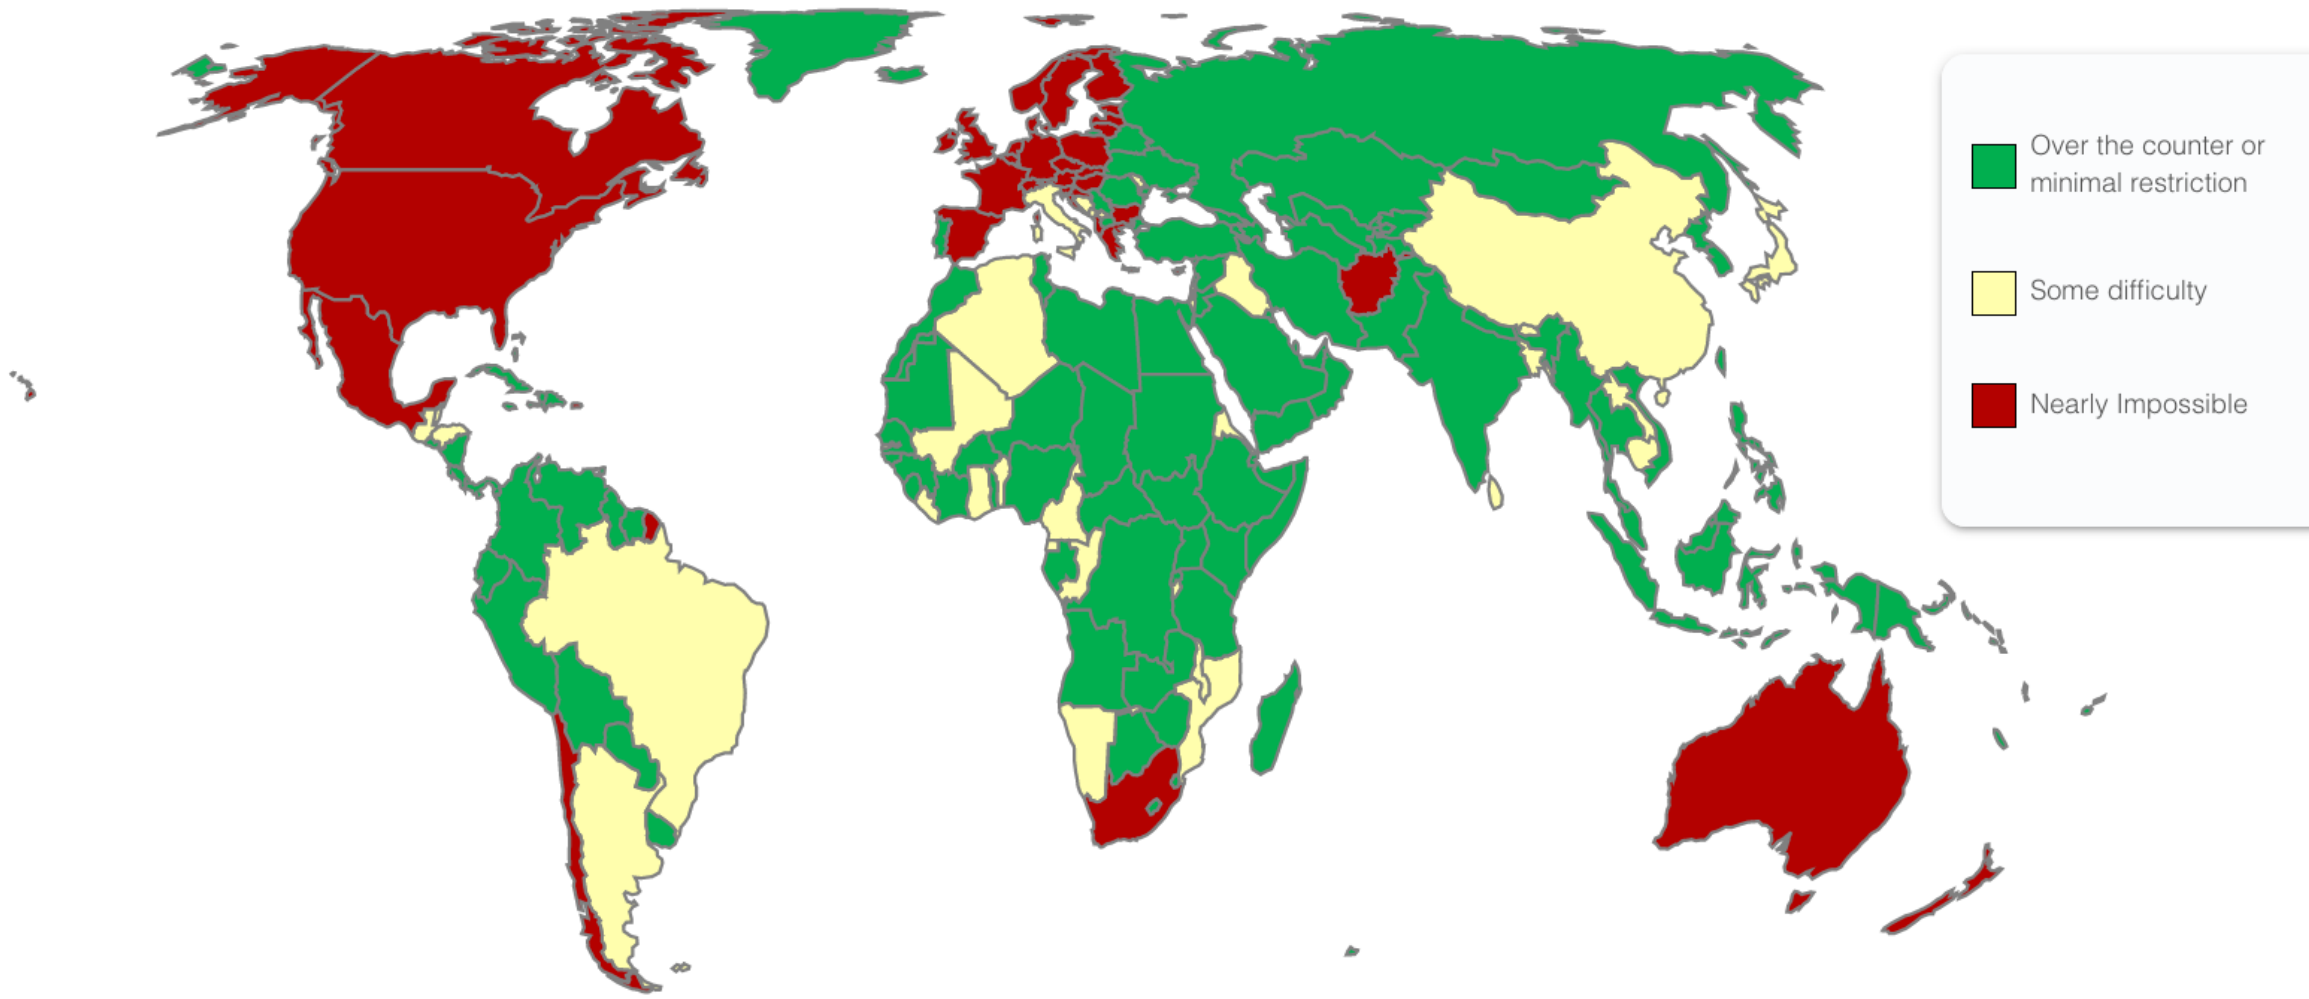 Over the counter or
minimal restriction
Some difficulty
Nearly Impossible